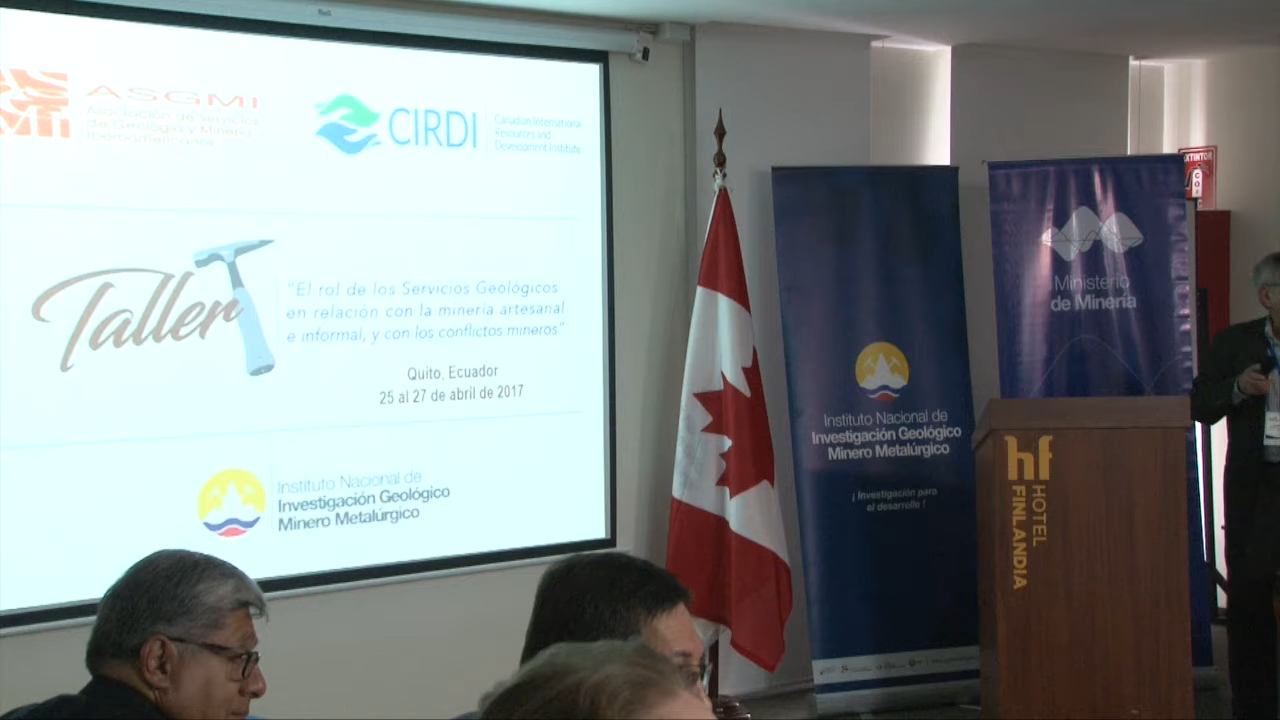 ASGMI
Asociación de Servicios
de Geología y Minería
Iberoamericanos
CIRDI
Canadian International
Resources and
Development Institute
Taller
"El rol de los Servicios Geológicos
en relación con la minería artesanal
e informal, y con los conflictos mineros"
Quito, Ecuador
25 al 27 de abril de 2017
Instituto Nacional de
Investigación Geológico
Minero Metalúrgico
Instituto Nacional de
Investigación Geológico
Minero Metalúrgico
¡ Investigación para
el desarrollo !
Ministerio
de Minería
EXTINTOR
hf
HOTEL
FINLANDIA